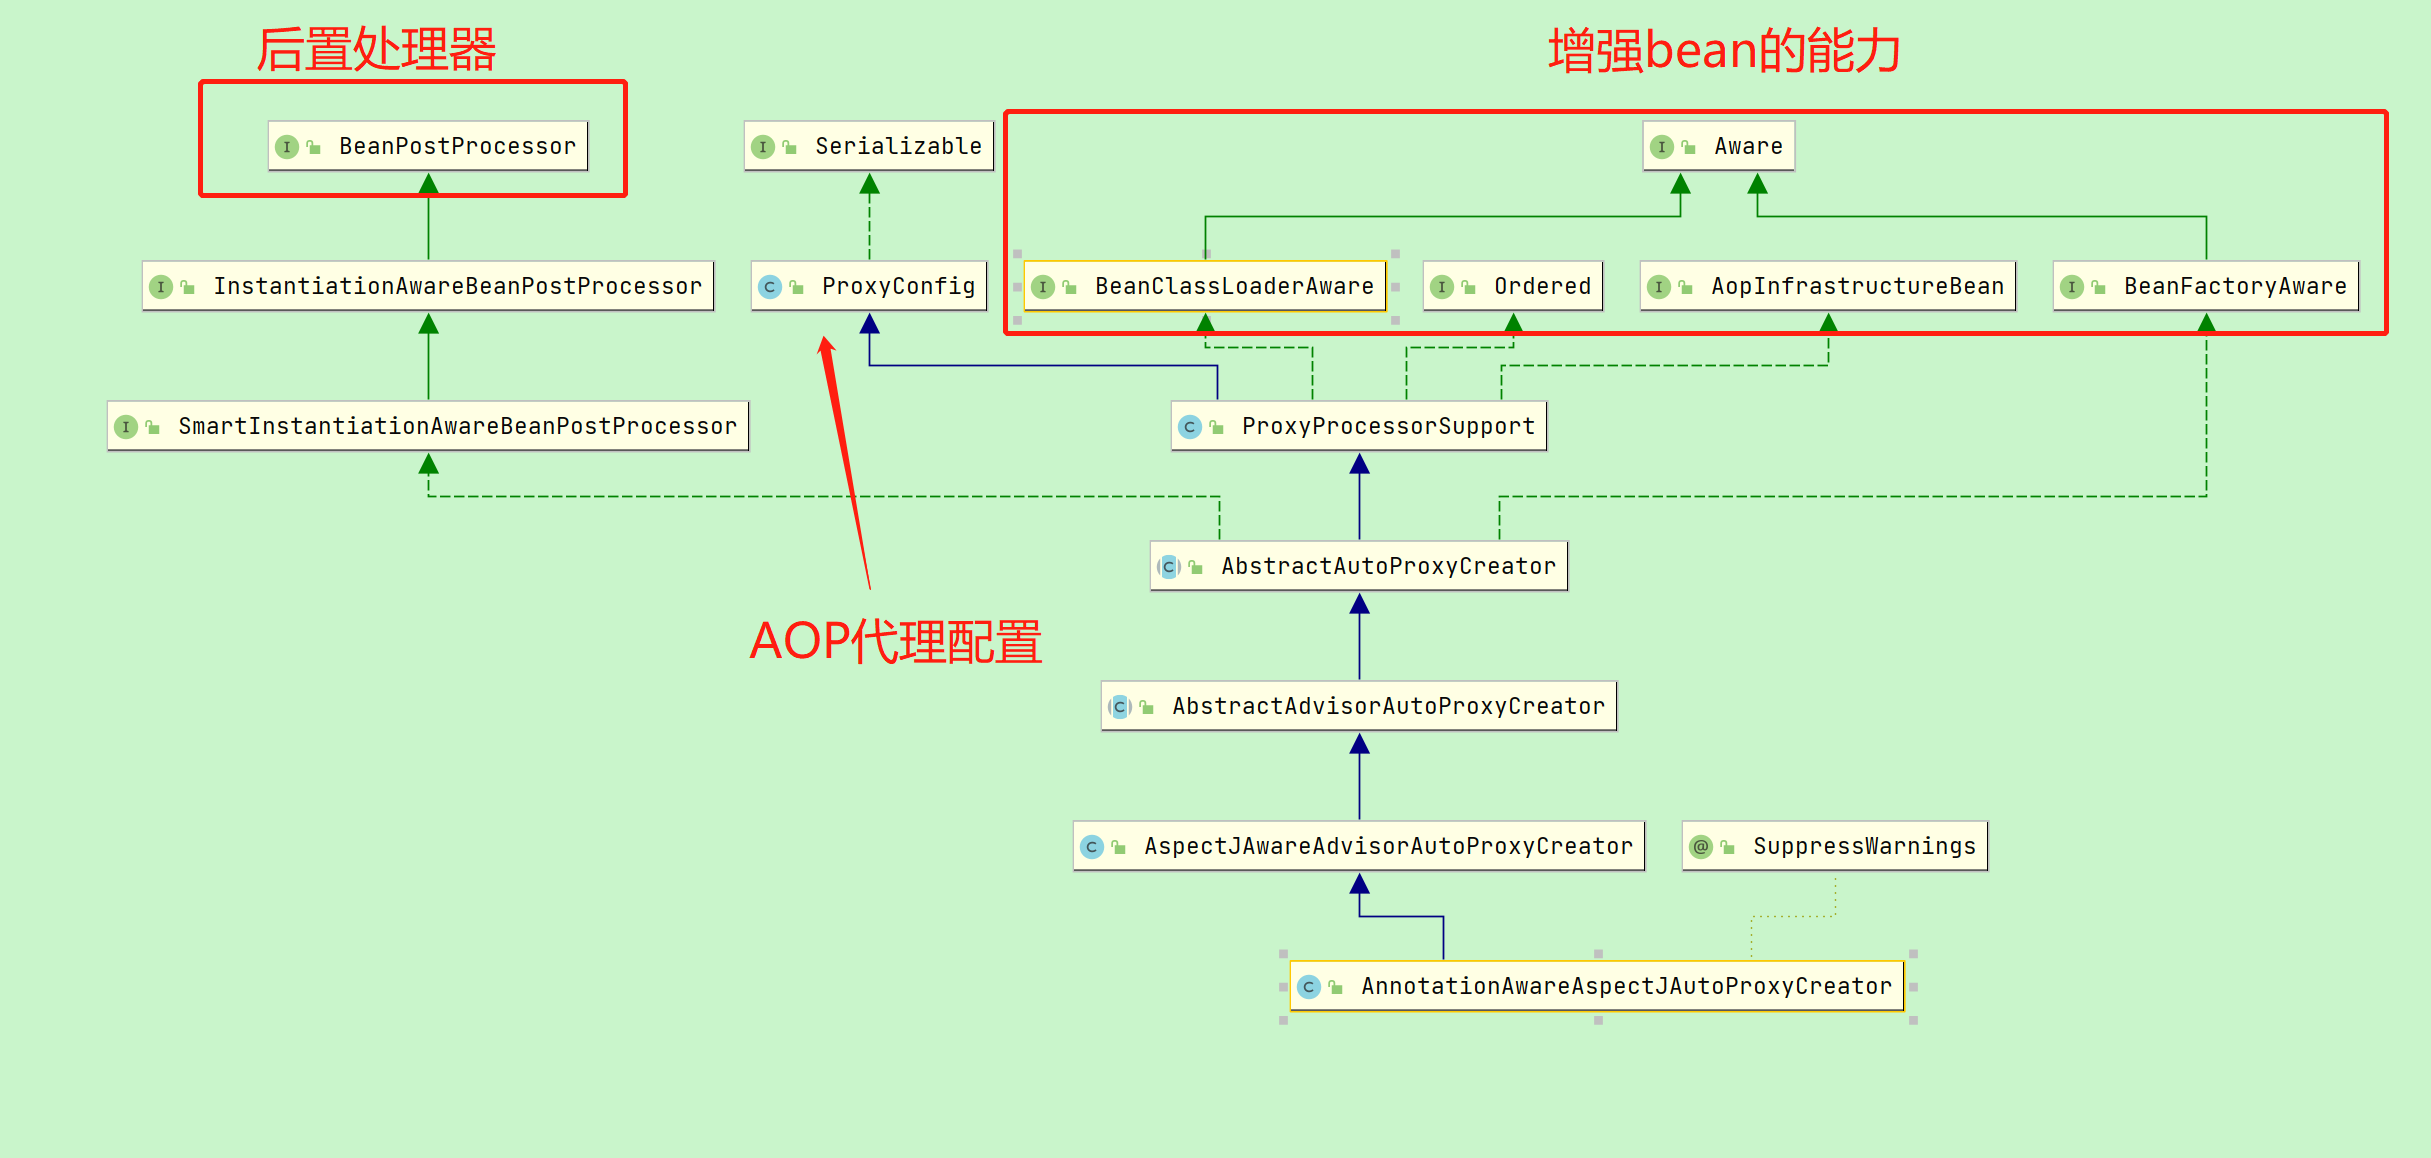 后置处理器
增强bean的能力
BeanPostProcessor
Serializable
Aware
InstantiationAwareBeanPostProcessor
ProxyConfig
BeanClassLoaderAware
Ordered
AopInfrastructureBean
BeanFactoryAware
SmartInstantiationAwareBeanPostProcessor
ProxyProcessorSupport
AbstractAutoProxyCreator
AOP代理配置
AbstractAdvisorAutoProxyCreator
AspectJAwareAdvisorAutoProxyCreator
SuppressWarnings
AnnotationAwareAspectJAutoProxyCreator